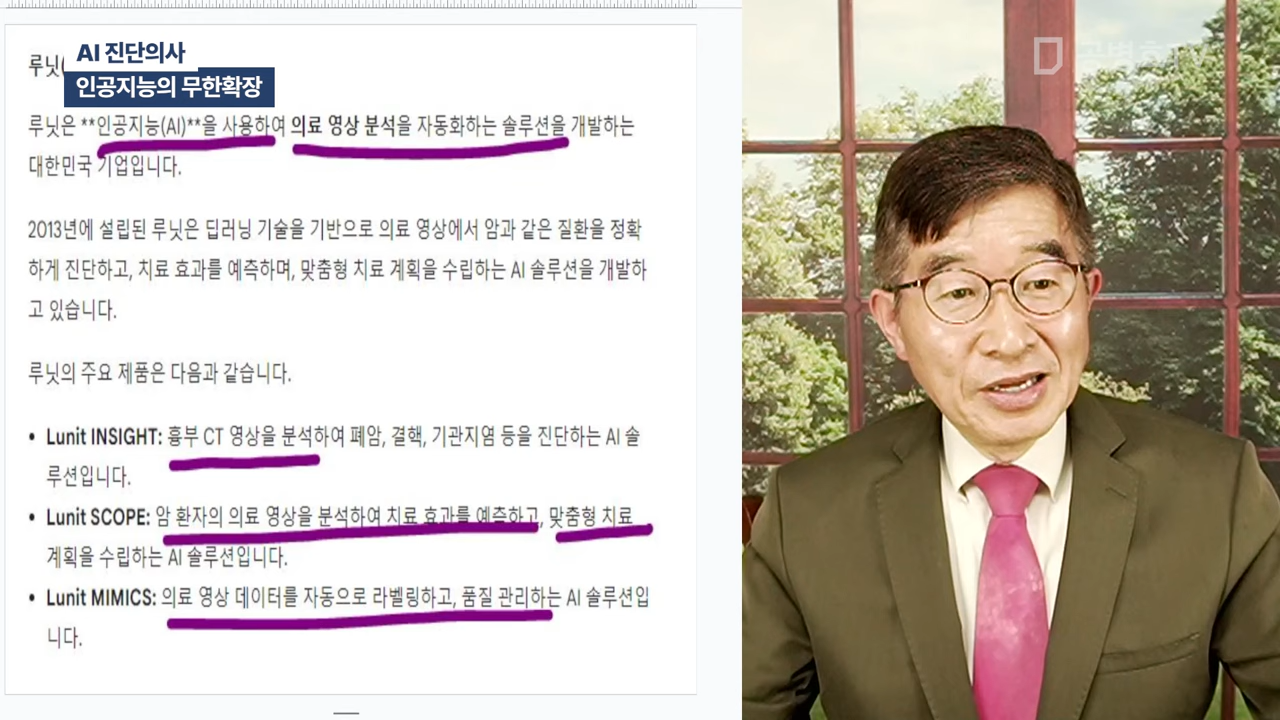 AI 진단의사
인공지능의 무한확장
루닛(
루닛은 **인공지능(AI)**을 사용하여 의료 영상 분석을 자동화하는 솔루션을 개발하는
대한민국 기업입니다.
2013년에 설립된 루닛은 딥러닝 기술을 기반으로 의료 영상에서 암과 같은 질환을 정확
하게 진단하고, 치료 효과를 예측하며, 맞춤형 치료 계획을 수립하는 AI 솔루션을 개발하
고 있습니다.
루닛의 주요 제품은 다음과 같습니다.
• Lunit INSIGHT: 흉부 CT 영상을 분석하여 폐암, 결핵, 기관지염 등을 진단하는 AI 솔
루션입니다.
• Lunit SCOPE: 암 환자의 의료 영상을 분석하여 치료 효과를 예측하고, 맞춤형 치료
계획을 수립하는 AI 솔루션입니다.
• Lunit MIMICS: 의료 영상 데이터를 자동으로 라벨링하고, 품질 관리하는 AI 솔루션입
니다.